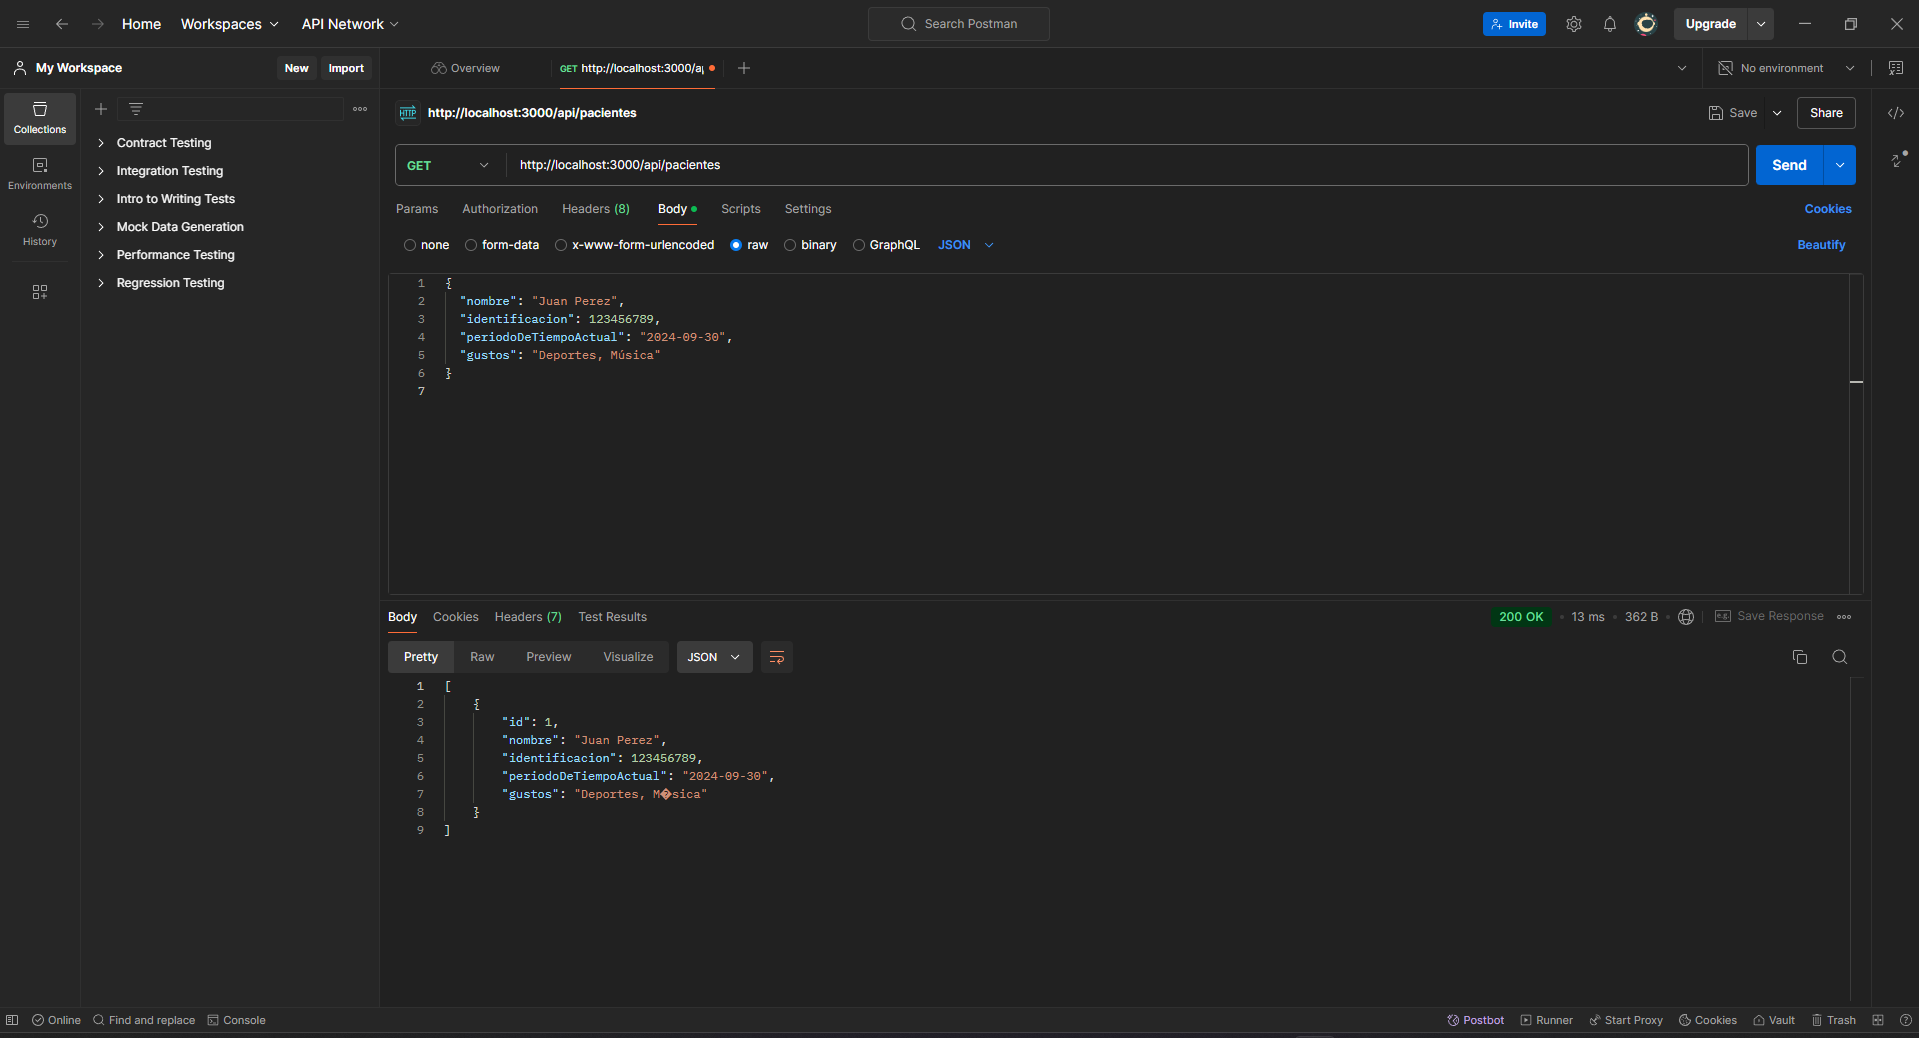 Home Workspaces API Network Search Postman Invite Upgrade
My Workspace New Import Overview GET http://localhost:3000/a No environment
Collections
Environments
History
Contract Testing
Integration Testing
Intro to Writing Tests
Mock Data Generation
Performance Testing
Regression Testing
HTTP http://localhost:3000/api/pacientes Save Share
GET http://localhost:3000/api/pacientes Send
Params Authorization Headers (8) Body Scripts Settings Cookies
none form-data x-www-form-urlencoded raw binary GraphQL JSON Beautify
1 {
2 "nombre": "Juan Perez",
3 "identificacion": 123456789,
4 "periodoDeTiempoActual": "2024-09-30",
5 "gustos": "Deportes, Música"
6 }
7
Body Cookies Headers (7) Test Results 200 OK • 13 ms • 362 B • e.g. Save Response
Pretty Raw Preview Visualize JSON
1 [
2 {
3 "id": 1,
4 "nombre": "Juan Perez",
5 "identificacion": 123456789,
6 "periodoDeTiempoActual": "2024-09-30",
7 "gustos": "Deportes, M�sica"
8 }
9 ]
Online Find and replace Console Postbot Runner Start Proxy Cookies Vault Trash